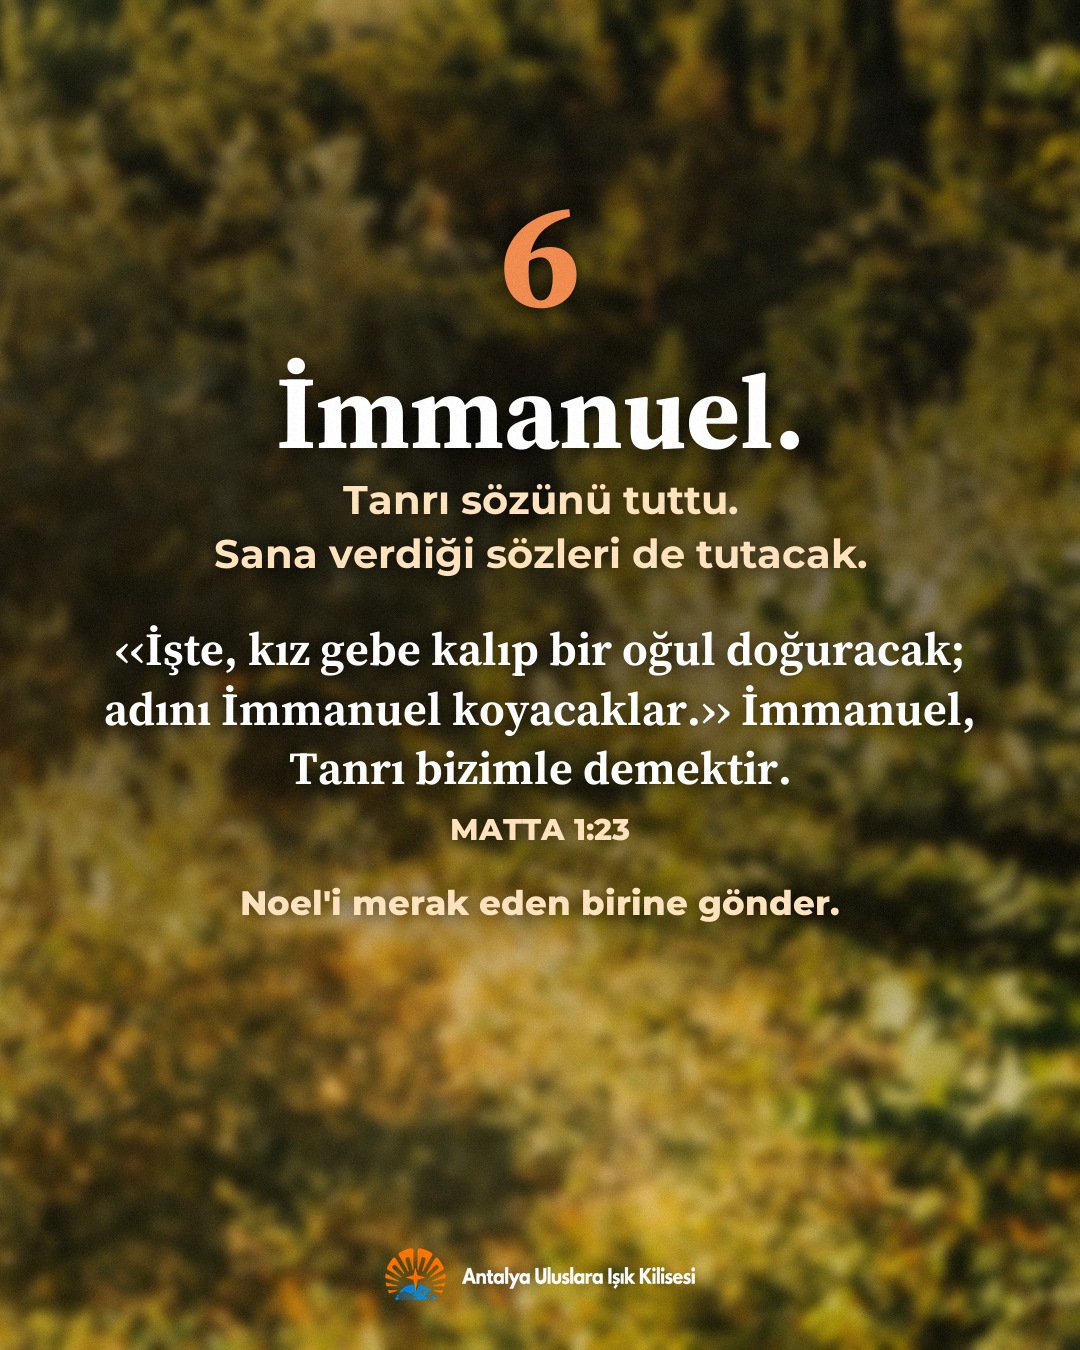 6
İmmanuel.
Tanrı sözünü tuttu.
Sana verdiği sözleri de tutacak.
‹‹İşte, kız gebe kalıp bir oğul doğuracak;
adını İmmanuel koyacaklar.›› İmmanuel,
Tanrı bizimle demektir.
MATTA 1:23
Noel'i merak eden birine gönder.
Antalya Uluslara Işık Kilisesi